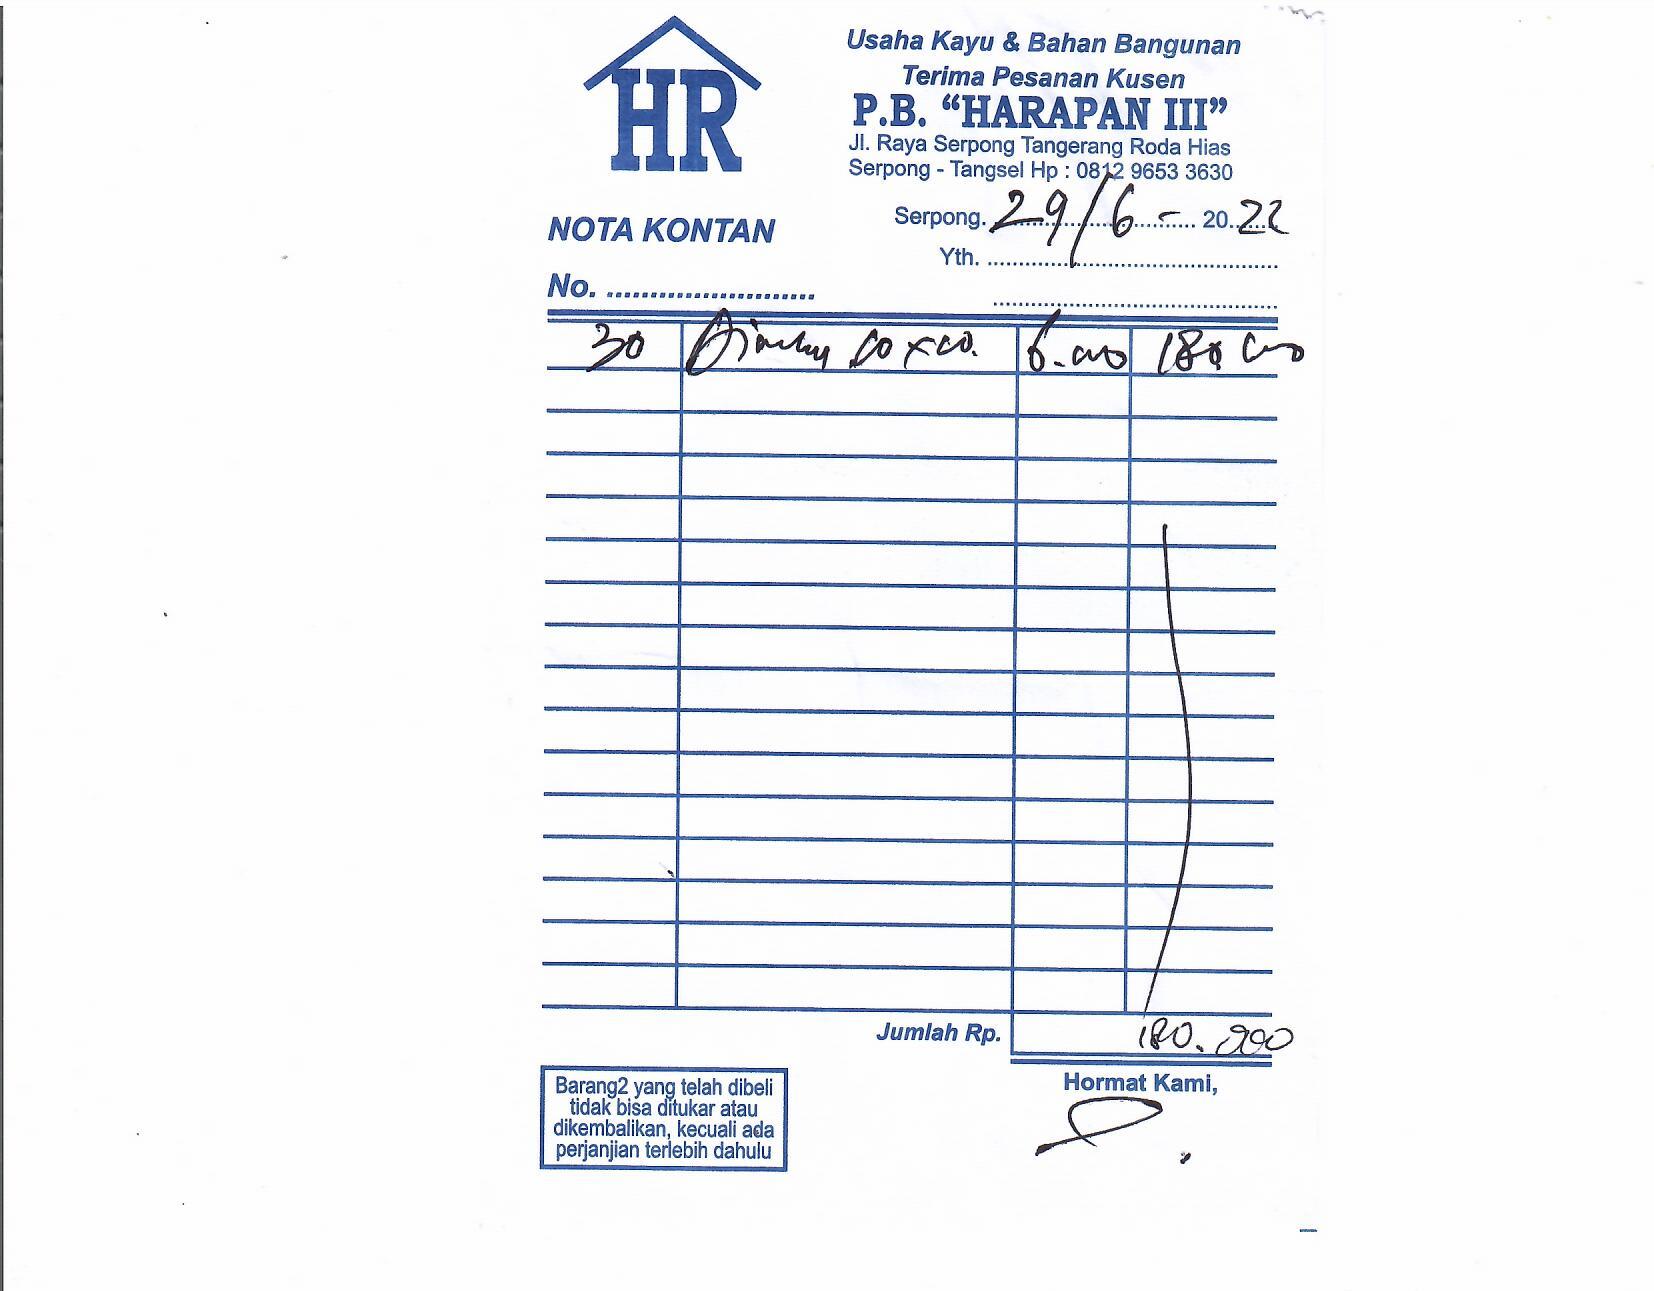 HR
Usaha Kayu & Bahan Bangunan
Terima Pesanan Kusen
P.B. “HARAPAN III”
Jl. Raya Serpong Tangerang Roda Hias
Serpong - Tangsel Hp : 0812 9653 3630
Serpong. 29/6 - 2022
Yth.
NOTA KONTAN
No.
30 6.000 180.000
Jumlah Rp. 180.000
Hormat Kami,
Barang2 yang telah dibeli
tidak bisa ditukar atau
dikembalikan, kecuali ada
perjanjian terlebih dahulu